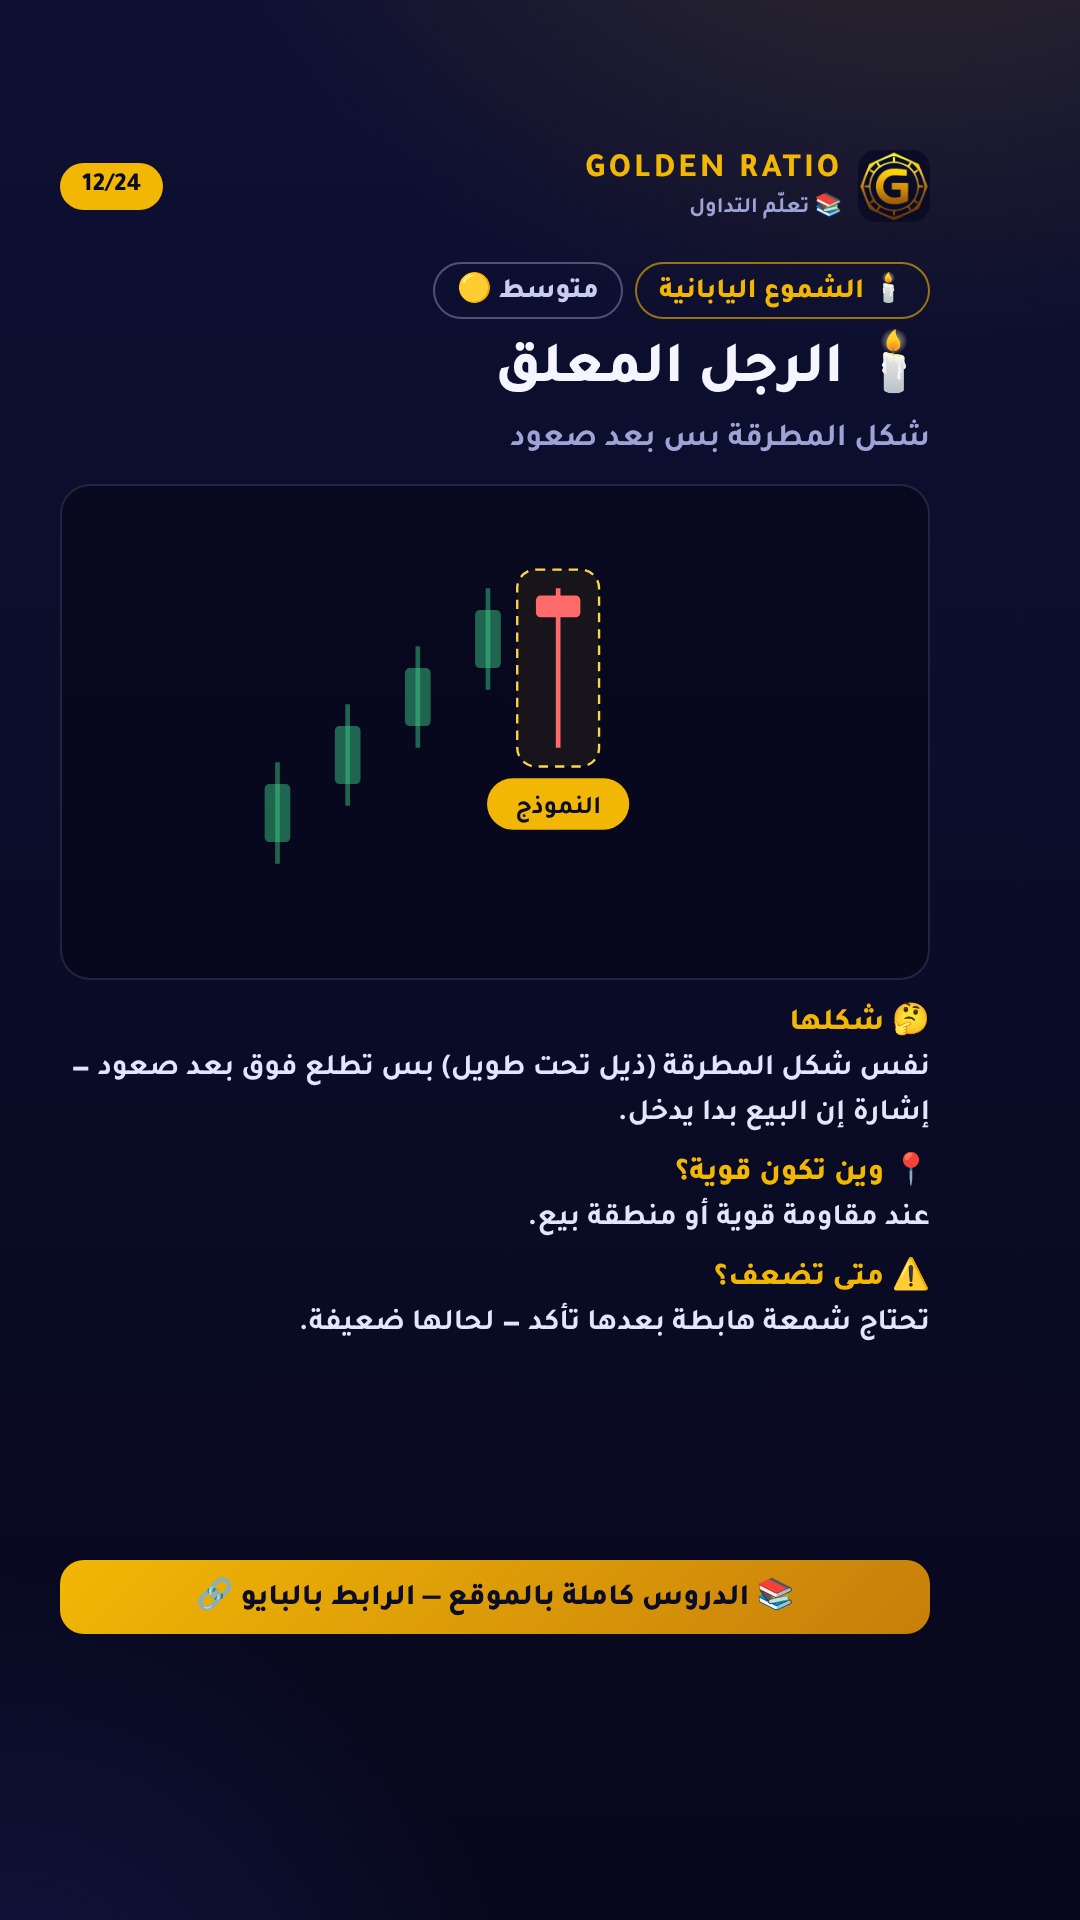 GOLDEN RATIO
📚 تعلّم التداول
12/24
🕯️ الشموع اليابانية
متوسط 🟡
🕯️ الرجل المعلق
شكل المطرقة بس بعد صعود
النموذج
🤔 شكلها
نفس شكل المطرقة (ذيل تحت طويل) بس تطلع فوق بعد صعود –
إشارة إن البيع بدا يدخل.
📍 وين تكون قوية؟
عند مقاومة قوية أو منطقة بيع.
⚠️ متى تضعف؟
تحتاج شمعة هابطة بعدها تأكد – لحالها ضعيفة.
📚 الدروس كاملة بالموقع – الرابط بالبايو 🔗